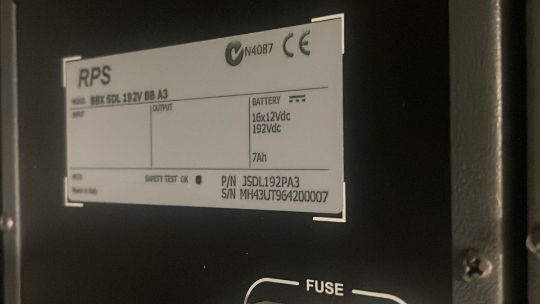 N4087 CE
RPS
MODEL BBX SDL 192V BB A3
INPUT OUTPUT BATTERY
16x12Vdc
192Vdc
7Ah
SAFETY TEST OK P/N JSDL192PA3
Made in Italy S/N MH43UT964200007
FUSE